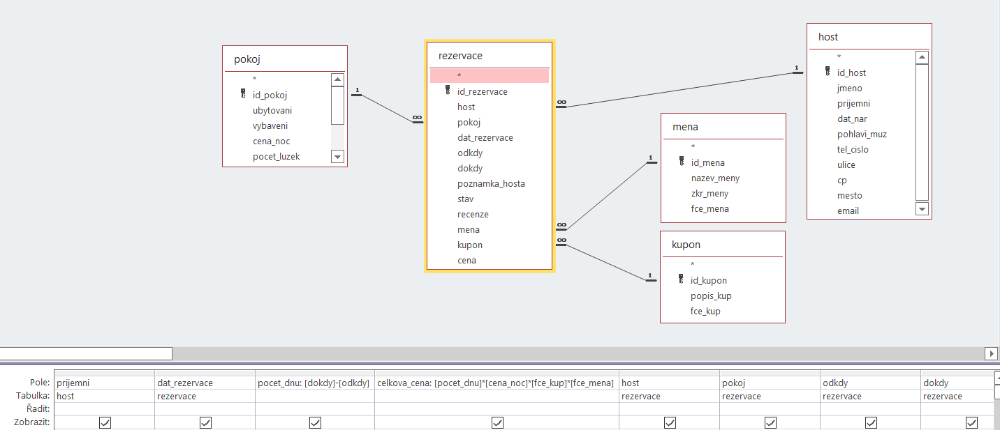 pokoj
*
id_pokoj
ubytovani
vybaveni
cena_noc
pocet_luzek
1
∞
rezervace
*
id_rezervace
host
pokoj
dat_rezervace
odkdy
dokdy
poznamka_hosta
stav
recenze
mena
kupon
cena
∞
1
∞
1
∞
1
host
*
id_host
jmeno
prijemni
dat_nar
pohlavi_muz
tel_cislo
ulice
cp
mesto
email
mena
*
id_mena
nazev_meny
zkr_meny
fce_mena
kupon
*
id_kupon
popis_kup
fce_kup
Pole: prijemni dat_rezervace pocet_dnu: [dokdy]-[odkdy] celkova_cena: [pocet_dnu]*[cena_noc]*[fce_kup]*[fce_mena] host pokoj odkdy dokdy
Tabulka: host rezervace rezervace rezervace rezervace rezervace
Řadit:
Zobrazit: